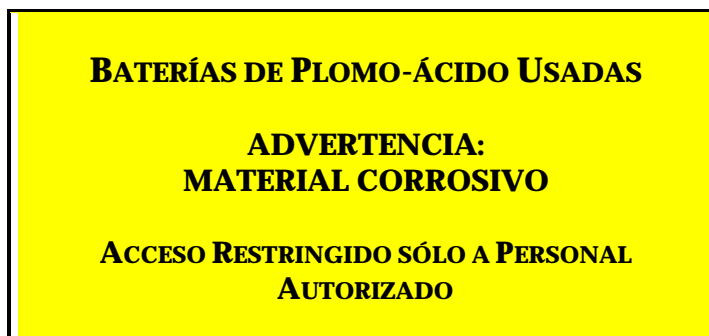 BATERÍAS DE PLOMO-ÁCIDO USADAS
ADVERTENCIA:
MATERIAL CORROSIVO
ACCESO RESTRINGIDO SÓLO A PERSONAL
AUTORIZADO